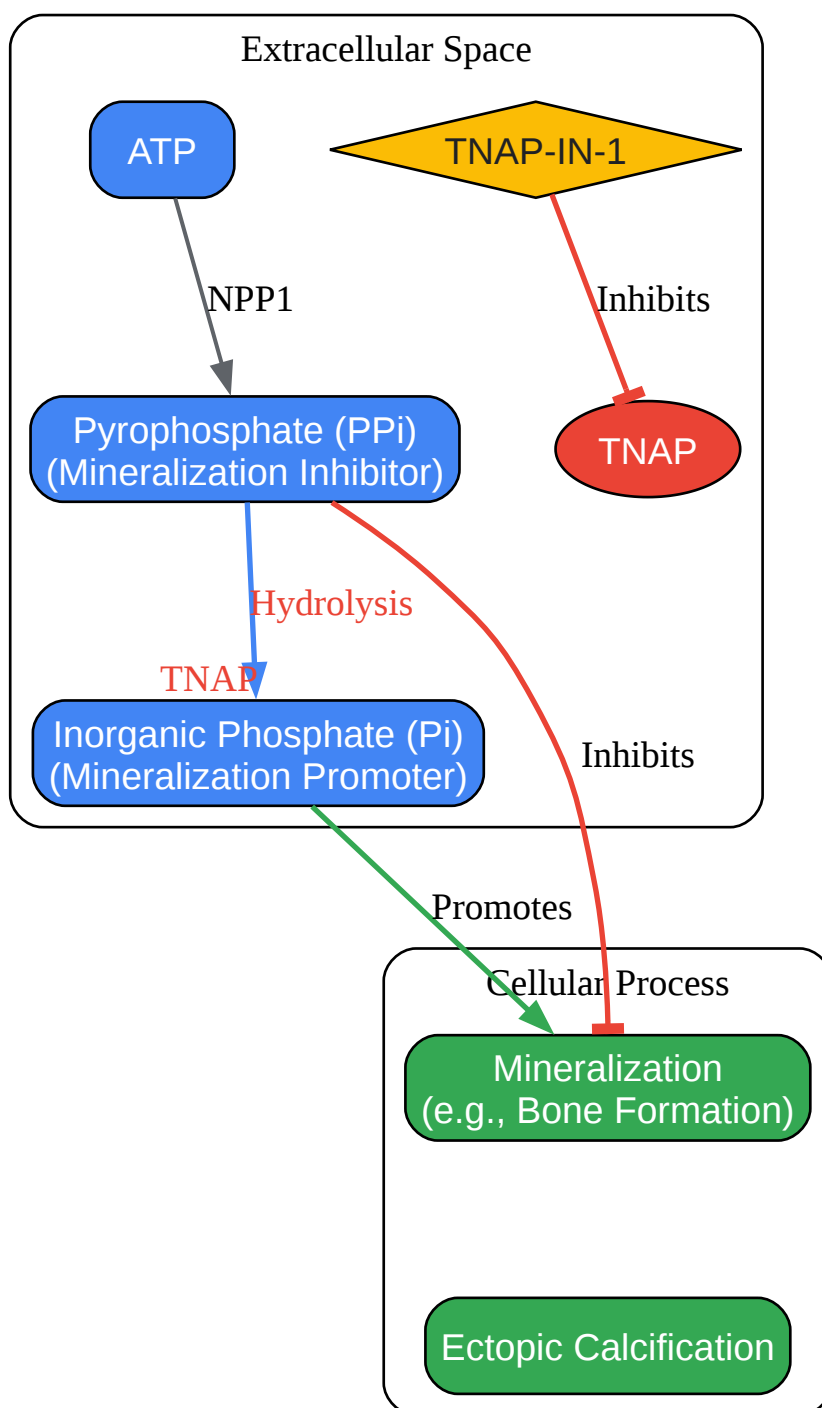 Extracellular Space
ATP
TNAP-IN-1
NPP1
Inhibits
Pyrophosphate (PPi)
(Mineralization Inhibitor)
TNAP
Hydrolysis
TNAP
Inorganic Phosphate (Pi)
(Mineralization Promoter)
Inhibits
Promotes
Cellular Process
Mineralization
(e.g., Bone Formation)
Ectopic Calcification